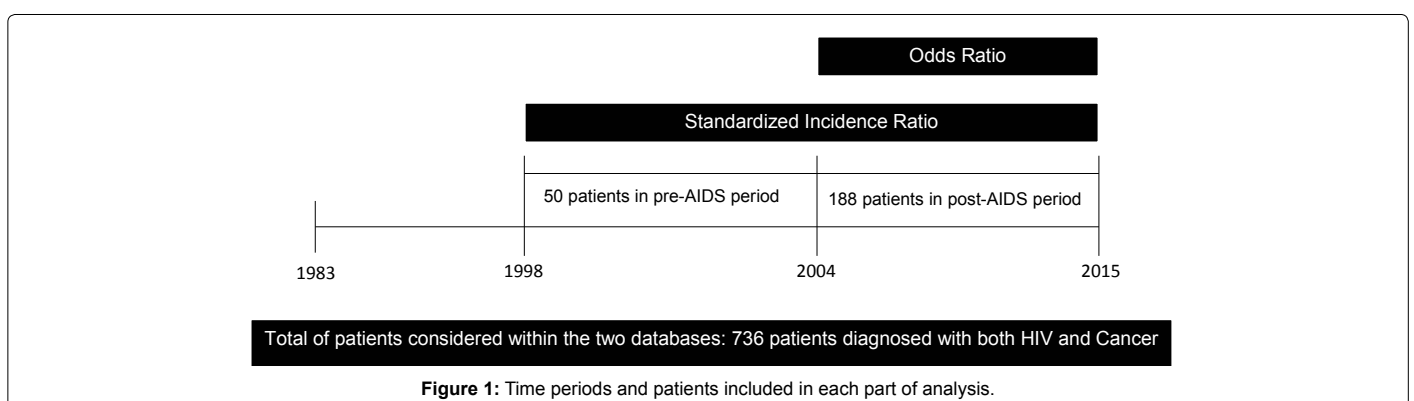 Odds Ratio
Standardized Incidence Ratio
50 patients in pre-AIDS period
188 patients in post-AIDS period
1983
1998
2004
2015
Total of patients considered within the two databases: 736 patients diagnosed with both HIV and Cancer
Figure 1: Time periods and patients included in each part of analysis.